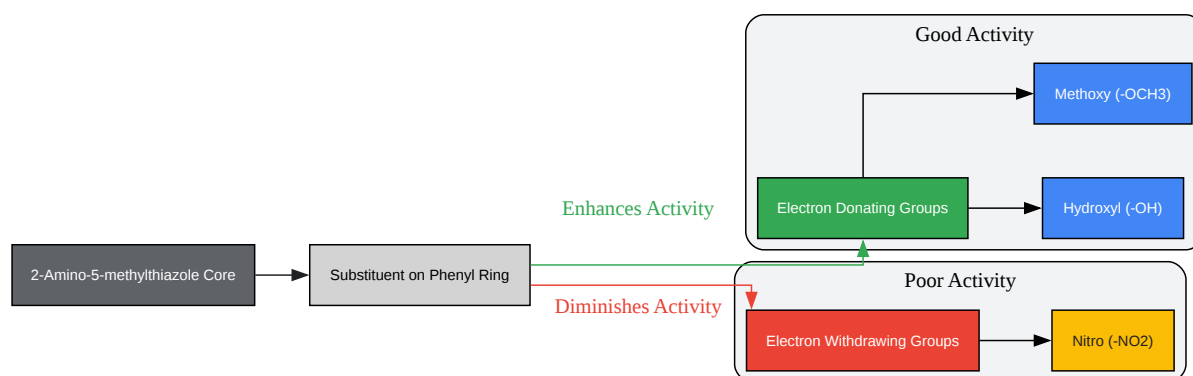 Good Activity
Methoxy (-OCH3)
Enhances Activity
Electron Donating Groups
Hydroxyl (-OH)
2-Amino-5-methylthiazole Core
Substituent on Phenyl Ring
Poor Activity
Diminishes Activity
Electron Withdrawing Groups
Nitro (-NO2)